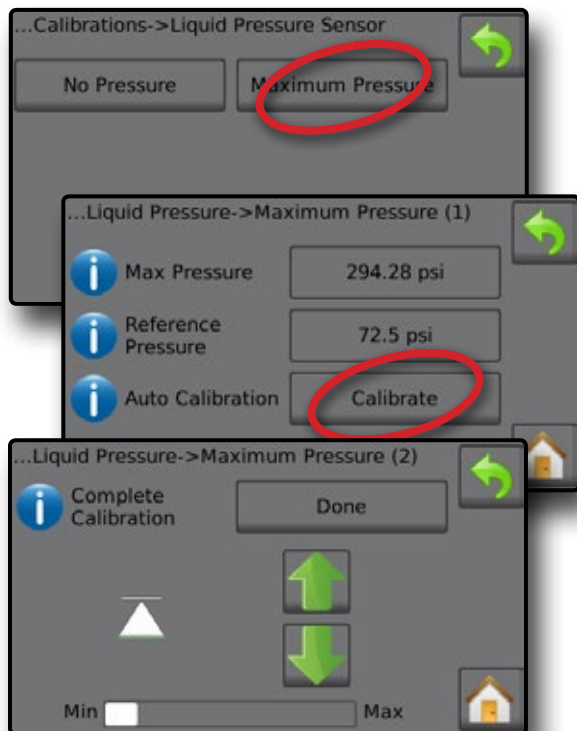 ...Calibrations->Liquid Pressure Sensor
No Pressure Maximum Pressure
...Liquid Pressure->Maximum Pressure (1)
Max Pressure 294.28 psi
Reference
Pressure 72.5 psi
Auto Calibration Calibrate
...Liquid Pressure->Maximum Pressure (2)
Complete
Calibration Done
Min Max